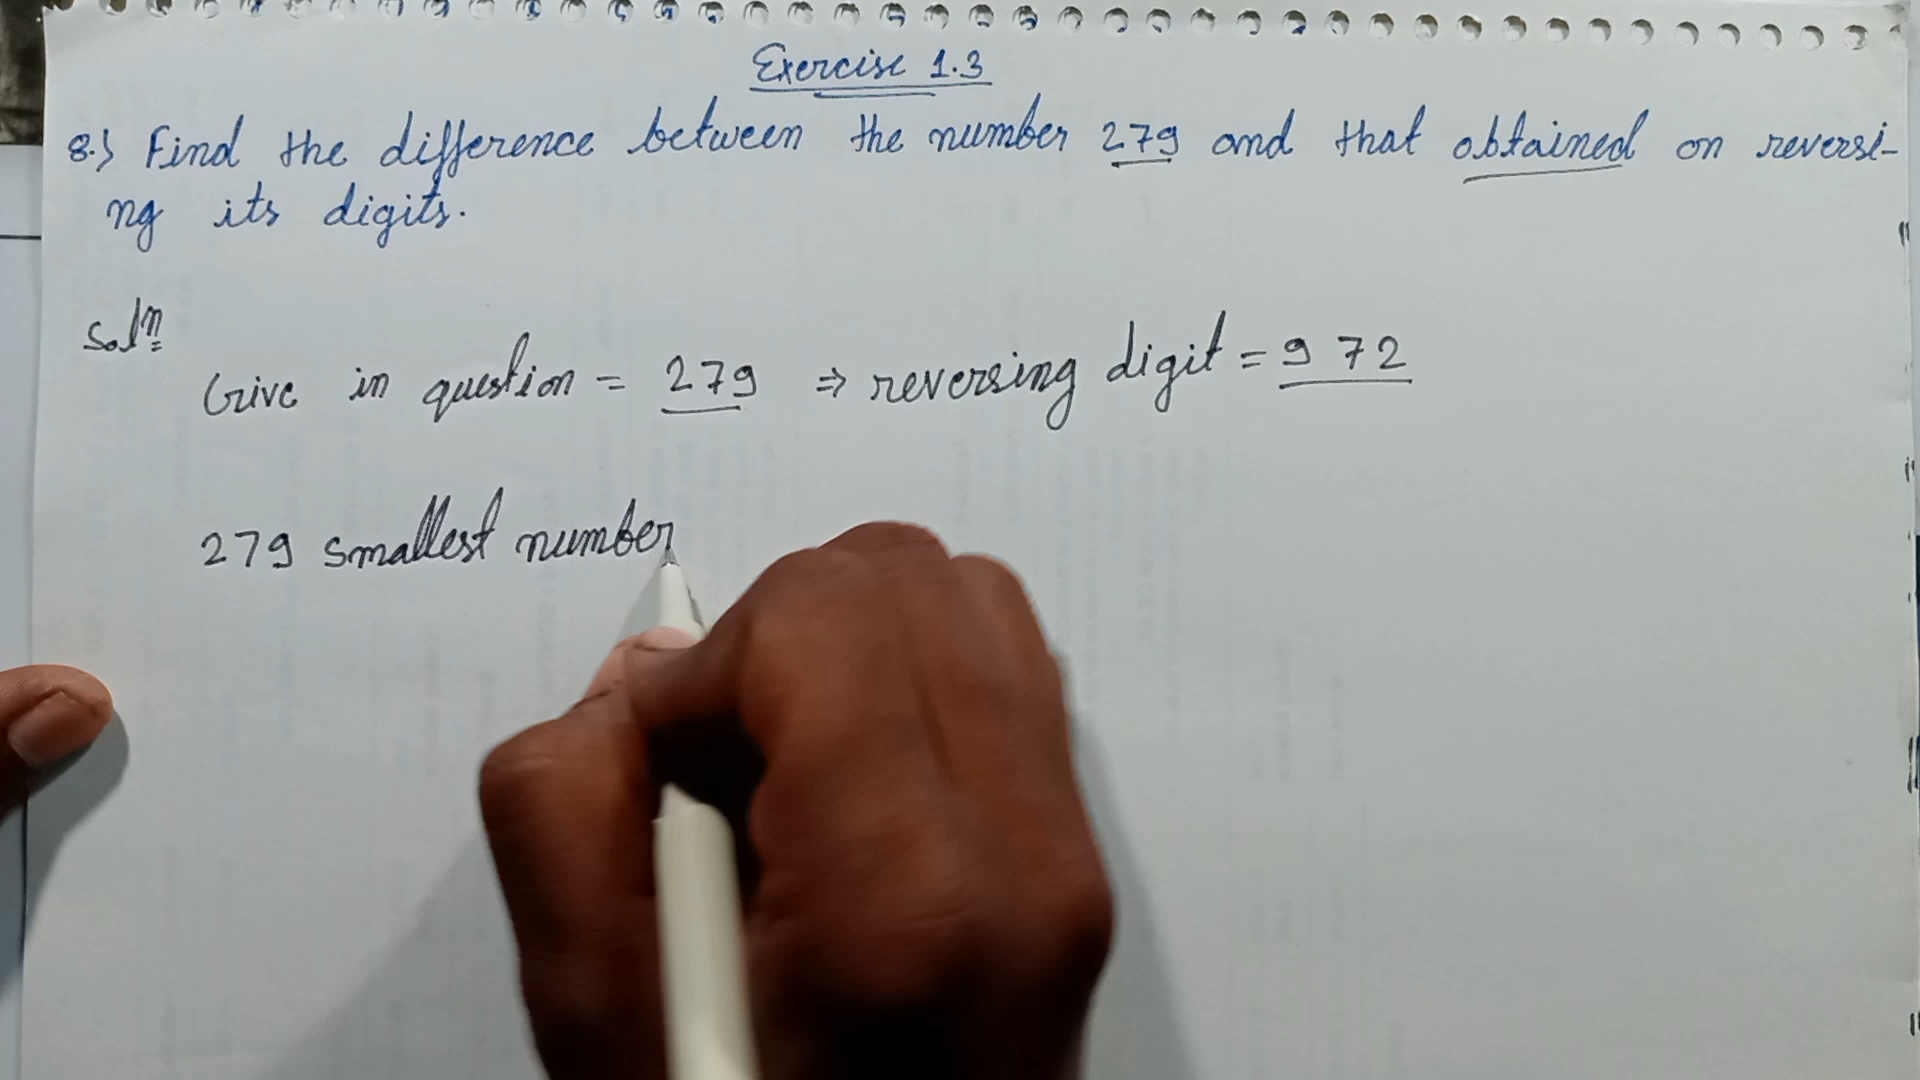 Exercise 1.3
8.) Find the difference between the number 279 and that obtained on reversi-
ng its digits.
Solⁿ
Give in question = 279 ⇒ reversing digit = 972
279 smallest number